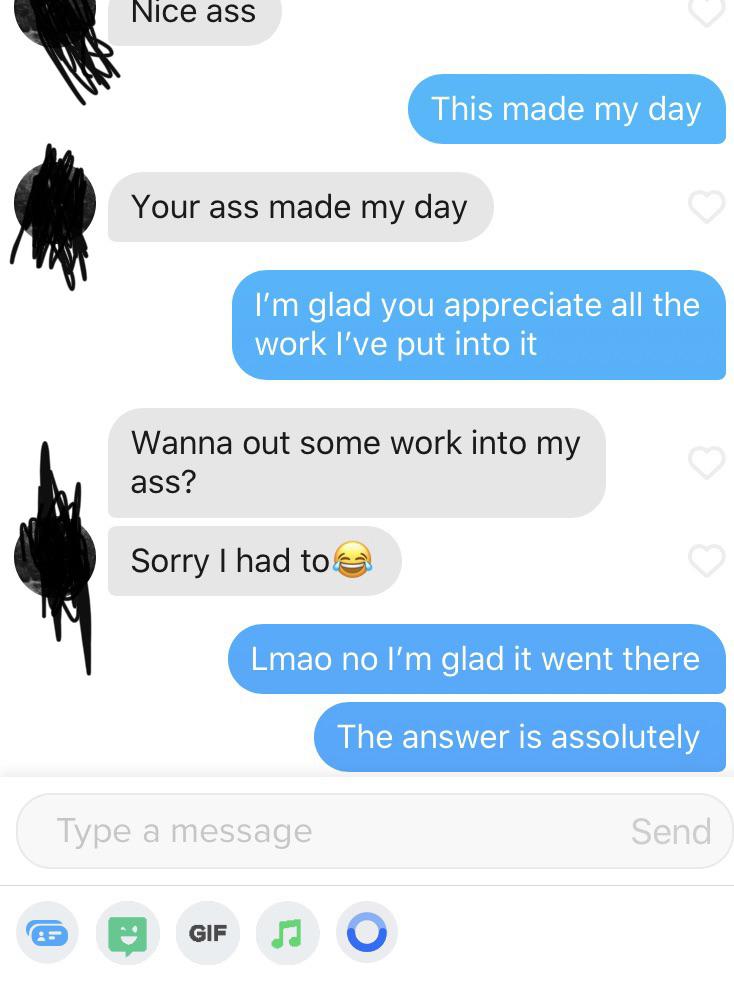 Nice ass
This made my day
Your ass made my day
I’m glad you appreciate all the
work I’ve put into it
Wanna out some work into my
ass?
Sorry I had to😂
Lmao no I’m glad it went there
The answer is assolutely
Type a message
Send
GIF